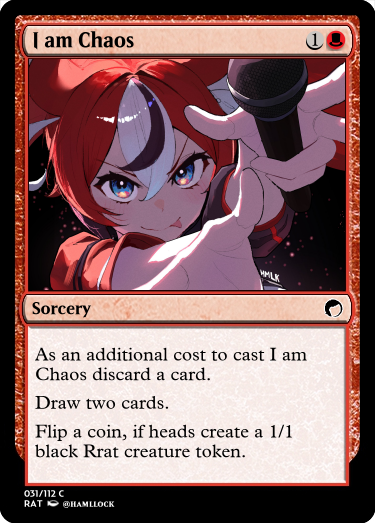 I am Chaos
1
HMLK
Sorcery
As an additional cost to cast I am
Chaos discard a card.
Draw two cards.
Flip a coin, if heads create a 1/1
black Rrat creature token.
031/112 C
RAT @HAMLLOCK